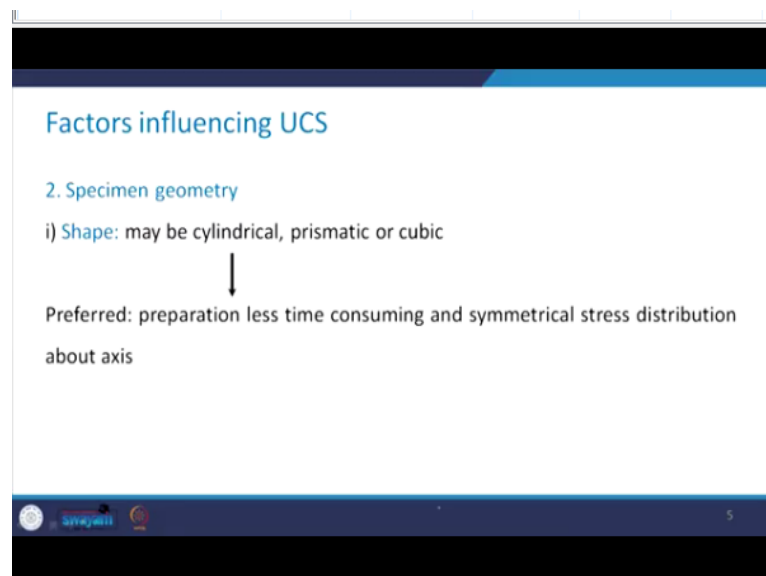 Factors influencing UCS
2. Specimen geometry
i) Shape: may be cylindrical, prismatic or cubic
Preferred: preparation less time consuming and symmetrical stress distribution
about axis
swayam
5